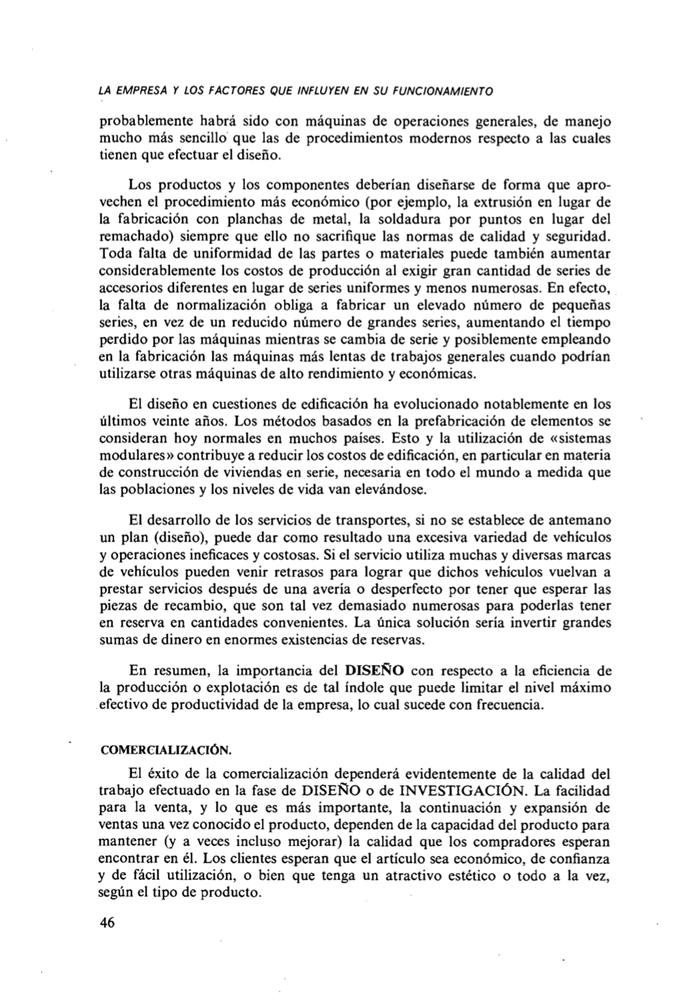 LA EMPRESA Y LOS FACTORES QUE INFLUYEN EN SU FUNCIONAMIENTO
probablemente habrá sido con máquinas de operaciones generales, de manejo
mucho más sencillo que las de procedimientos modernos respecto a las cuales
tienen que efectuar el diseño.
Los productos y los componentes deberían diseñarse de forma que apro-
vechen el procedimiento más económico (por ejemplo, la extrusión en lugar de
la fabricación con planchas de metal, la soldadura por puntos en lugar del
remachado) siempre que ello no sacrifique las normas de calidad y seguridad.
Toda falta de uniformidad de las partes o materiales puede también aumentar
considerablemente los costos de producción al exigir gran cantidad de series de
accesorios diferentes en lugar de series uniformes y menos numerosas. En efecto,
la falta de normalización obliga a fabricar un elevado número de pequeñas
series, en vez de un reducido número de grandes series, aumentando el tiempo
perdido por las máquinas mientras se cambia de serie y posiblemente empleando
en la fabricación las máquinas más lentas de trabajos generales cuando podrían
utilizarse otras máquinas de alto rendimiento y económicas.
El diseño en cuestiones de edificación ha evolucionado notablemente en los
últimos veinte años. Los métodos basados en la prefabricación de elementos se
consideran hoy normales en muchos países. Esto y la utilización de «sistemas
modulares» contribuye a reducir los costos de edificación, en particular en materia
de construcción de viviendas en serie, necesaria en todo el mundo a medida que
las poblaciones y los niveles de vida van elevándose.
El desarrollo de los servicios de transportes, si no se establece de antemano
un plan (diseño), puede dar como resultado una excesiva variedad de vehículos
y operaciones ineficaces y costosas. Si el servicio utiliza muchas y diversas marcas
de vehículos pueden venir retrasos para lograr que dichos vehículos vuelvan a
prestar servicios después de una avería o desperfecto por tener que esperar las
piezas de recambio, que son tal vez demasiado numerosas para poderlas tener
en reserva en cantidades convenientes. La única solución sería invertir grandes
sumas de dinero en enormes existencias de reservas.
En resumen, la importancia del DISEÑO con respecto a la eficiencia de
la producción o explotación es de tal índole que puede limitar el nivel máximo
efectivo de productividad de la empresa, lo cual sucede con frecuencia.
COMERCIALIZACIÓN.
El éxito de la comercialización dependerá evidentemente de la calidad del
trabajo efectuado en la fase de DISEÑO o de INVESTIGACIÓN. La facilidad
para la venta, y lo que es más importante, la continuación y expansión de
ventas una vez conocido el producto, dependen de la capacidad del producto para
mantener (y a veces incluso mejorar) la calidad que los compradores esperan
encontrar en él. Los clientes esperan que el artículo sea económico, de confianza
y de fácil utilización, o bien que tenga un atractivo estético o todo a la vez,
según el tipo de producto.
46